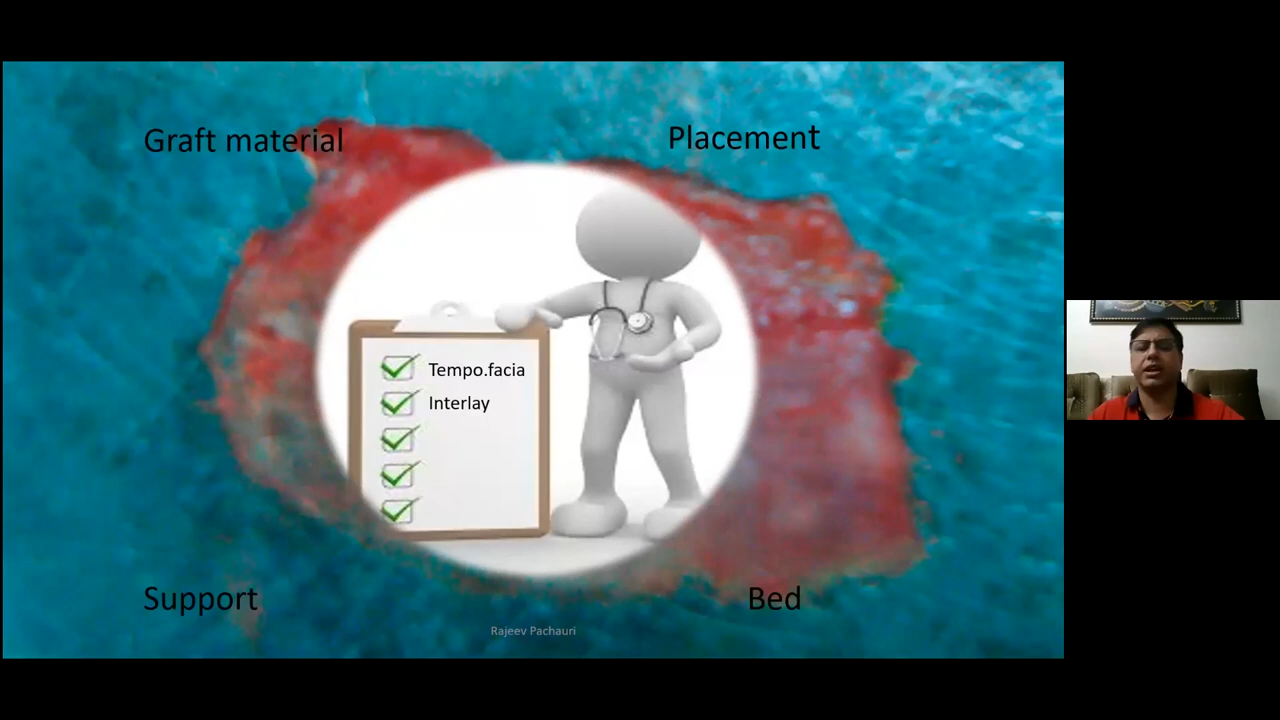 Graft material
Placement
Tempo.facia
Interlay
Support
Bed
Rajeev Pachauri